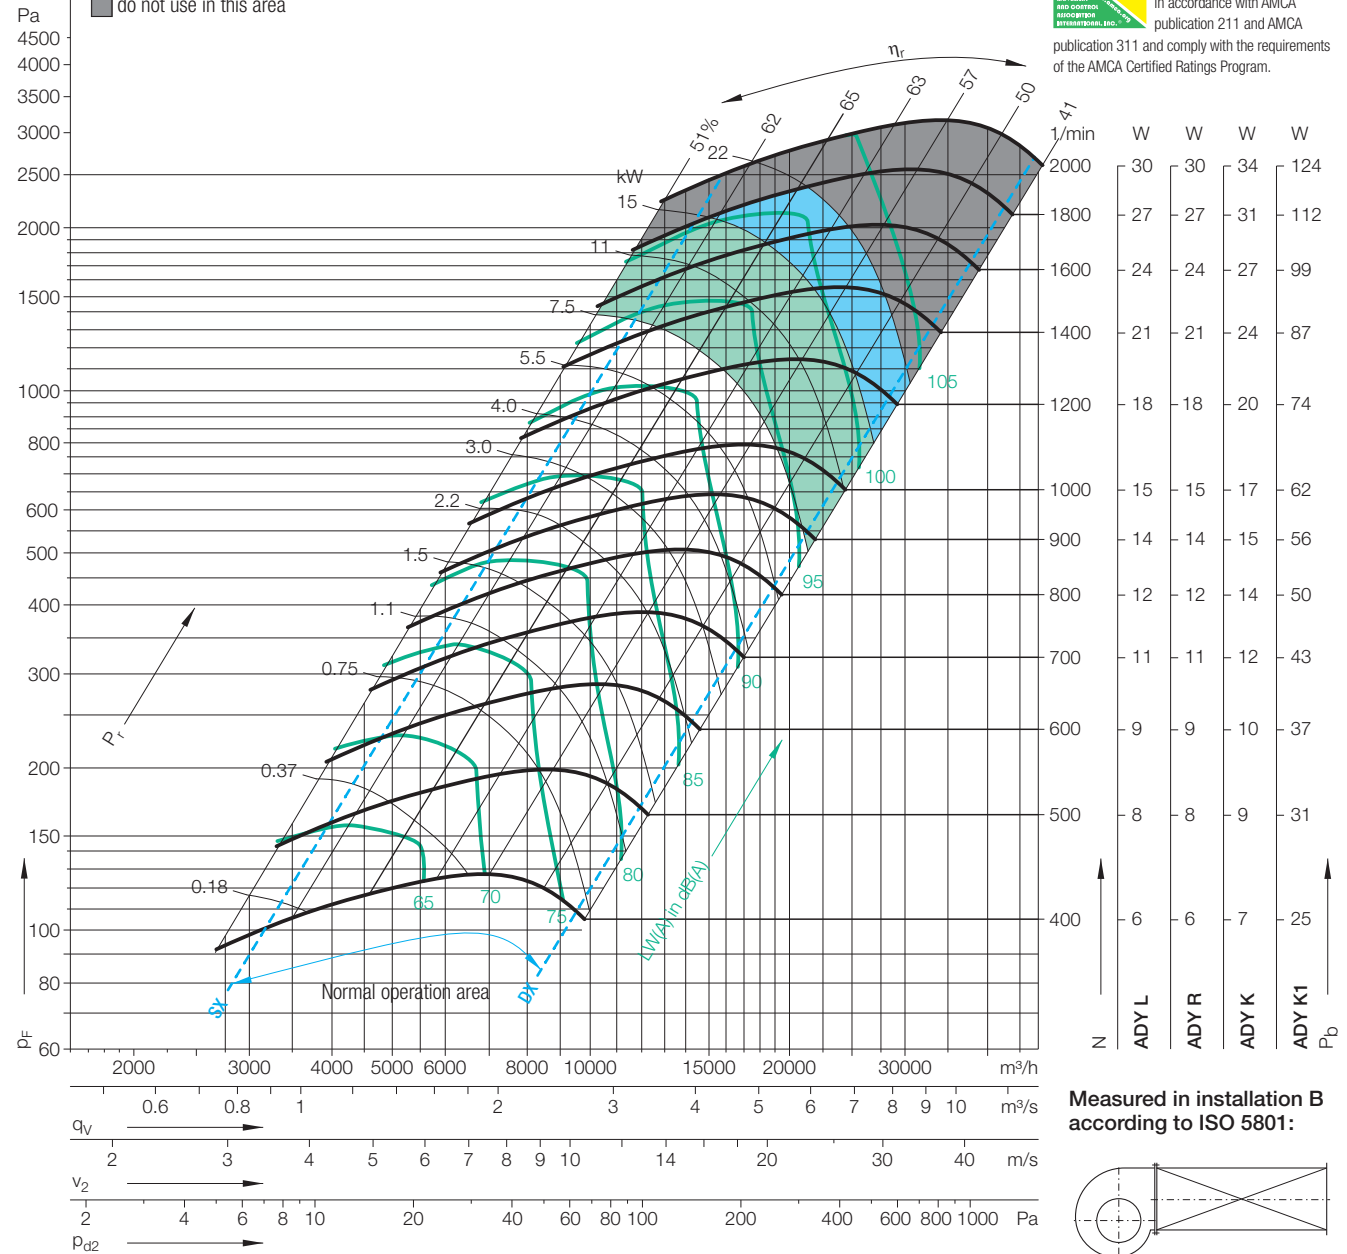 do not use in this area
in accordance with AMCA
publication 211 and AMCA
publication 311 and comply with the requirements
of the AMCA Certified Ratings Program.
AND CONTROL
ASSOCIATION
INTERNATIONAL, INC.®
Pa
4500
4000
3500
3000
2500
2000
1500
1000
800
600
500
400
300
200
150
100
80
60
pF
Pr
ηr
51%
62
65
63
57
50
41
kW
22
15
11
7.5
5.5
4.0
3.0
2.2
1.5
1.1
0.75
0.37
0.18
105
100
95
90
85
80
75
70
65
LW(A) in dB(A)
SX
Normal operation area
DX
1/min W W W W
2000 30 30 34 124
1800 27 27 31 112
1600 24 24 27 99
1400 21 21 24 87
1200 18 18 20 74
1000 15 15 17 62
900 14 14 15 56
800 12 12 14 50
700 11 11 12 43
600 9 9 10 37
500 8 8 9 31
400 6 6 7 25
N ADY L ADY R ADY K ADY K1 Pb
2000 3000 4000 5000 6000 8000 10000 15000 20000 30000 m³/h
0.6 0.8 1 2 3 4 5 6 7 8 9 10 m³/s
qV
2 3 4 5 6 7 8 9 10 14 20 30 40 m/s
v2
2 4 6 8 10 20 40 60 80 100 200 400 600 800 1000 Pa
pd2
Measured in installation B
according to ISO 5801: